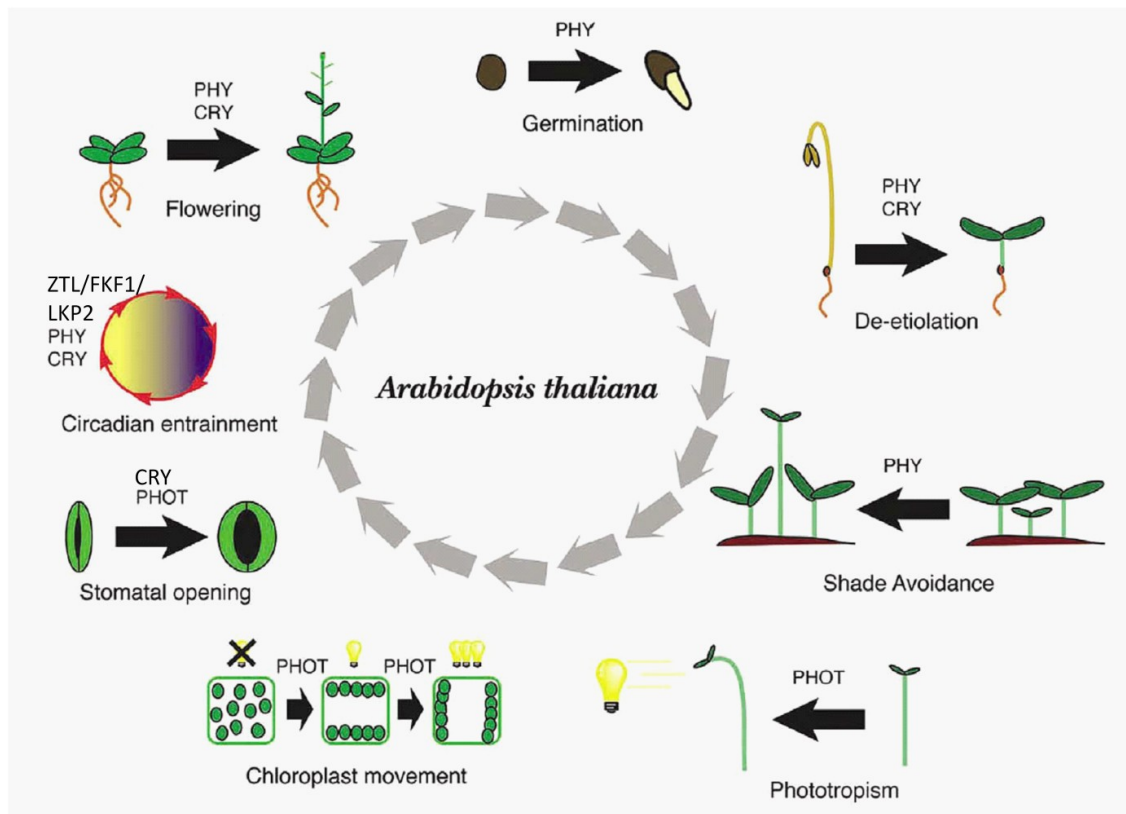 PHY
Germination
PHY
CRY
Flowering
PHY
CRY
De-etiolation
ZTL/FKF1/
LKP2
PHY
CRY
Circadian entrainment
Arabidopsis thaliana
PHY
Shade Avoidance
CRY
PHOT
Stomatal opening
PHOT PHOT
Chloroplast movement
PHOT
Phototropism